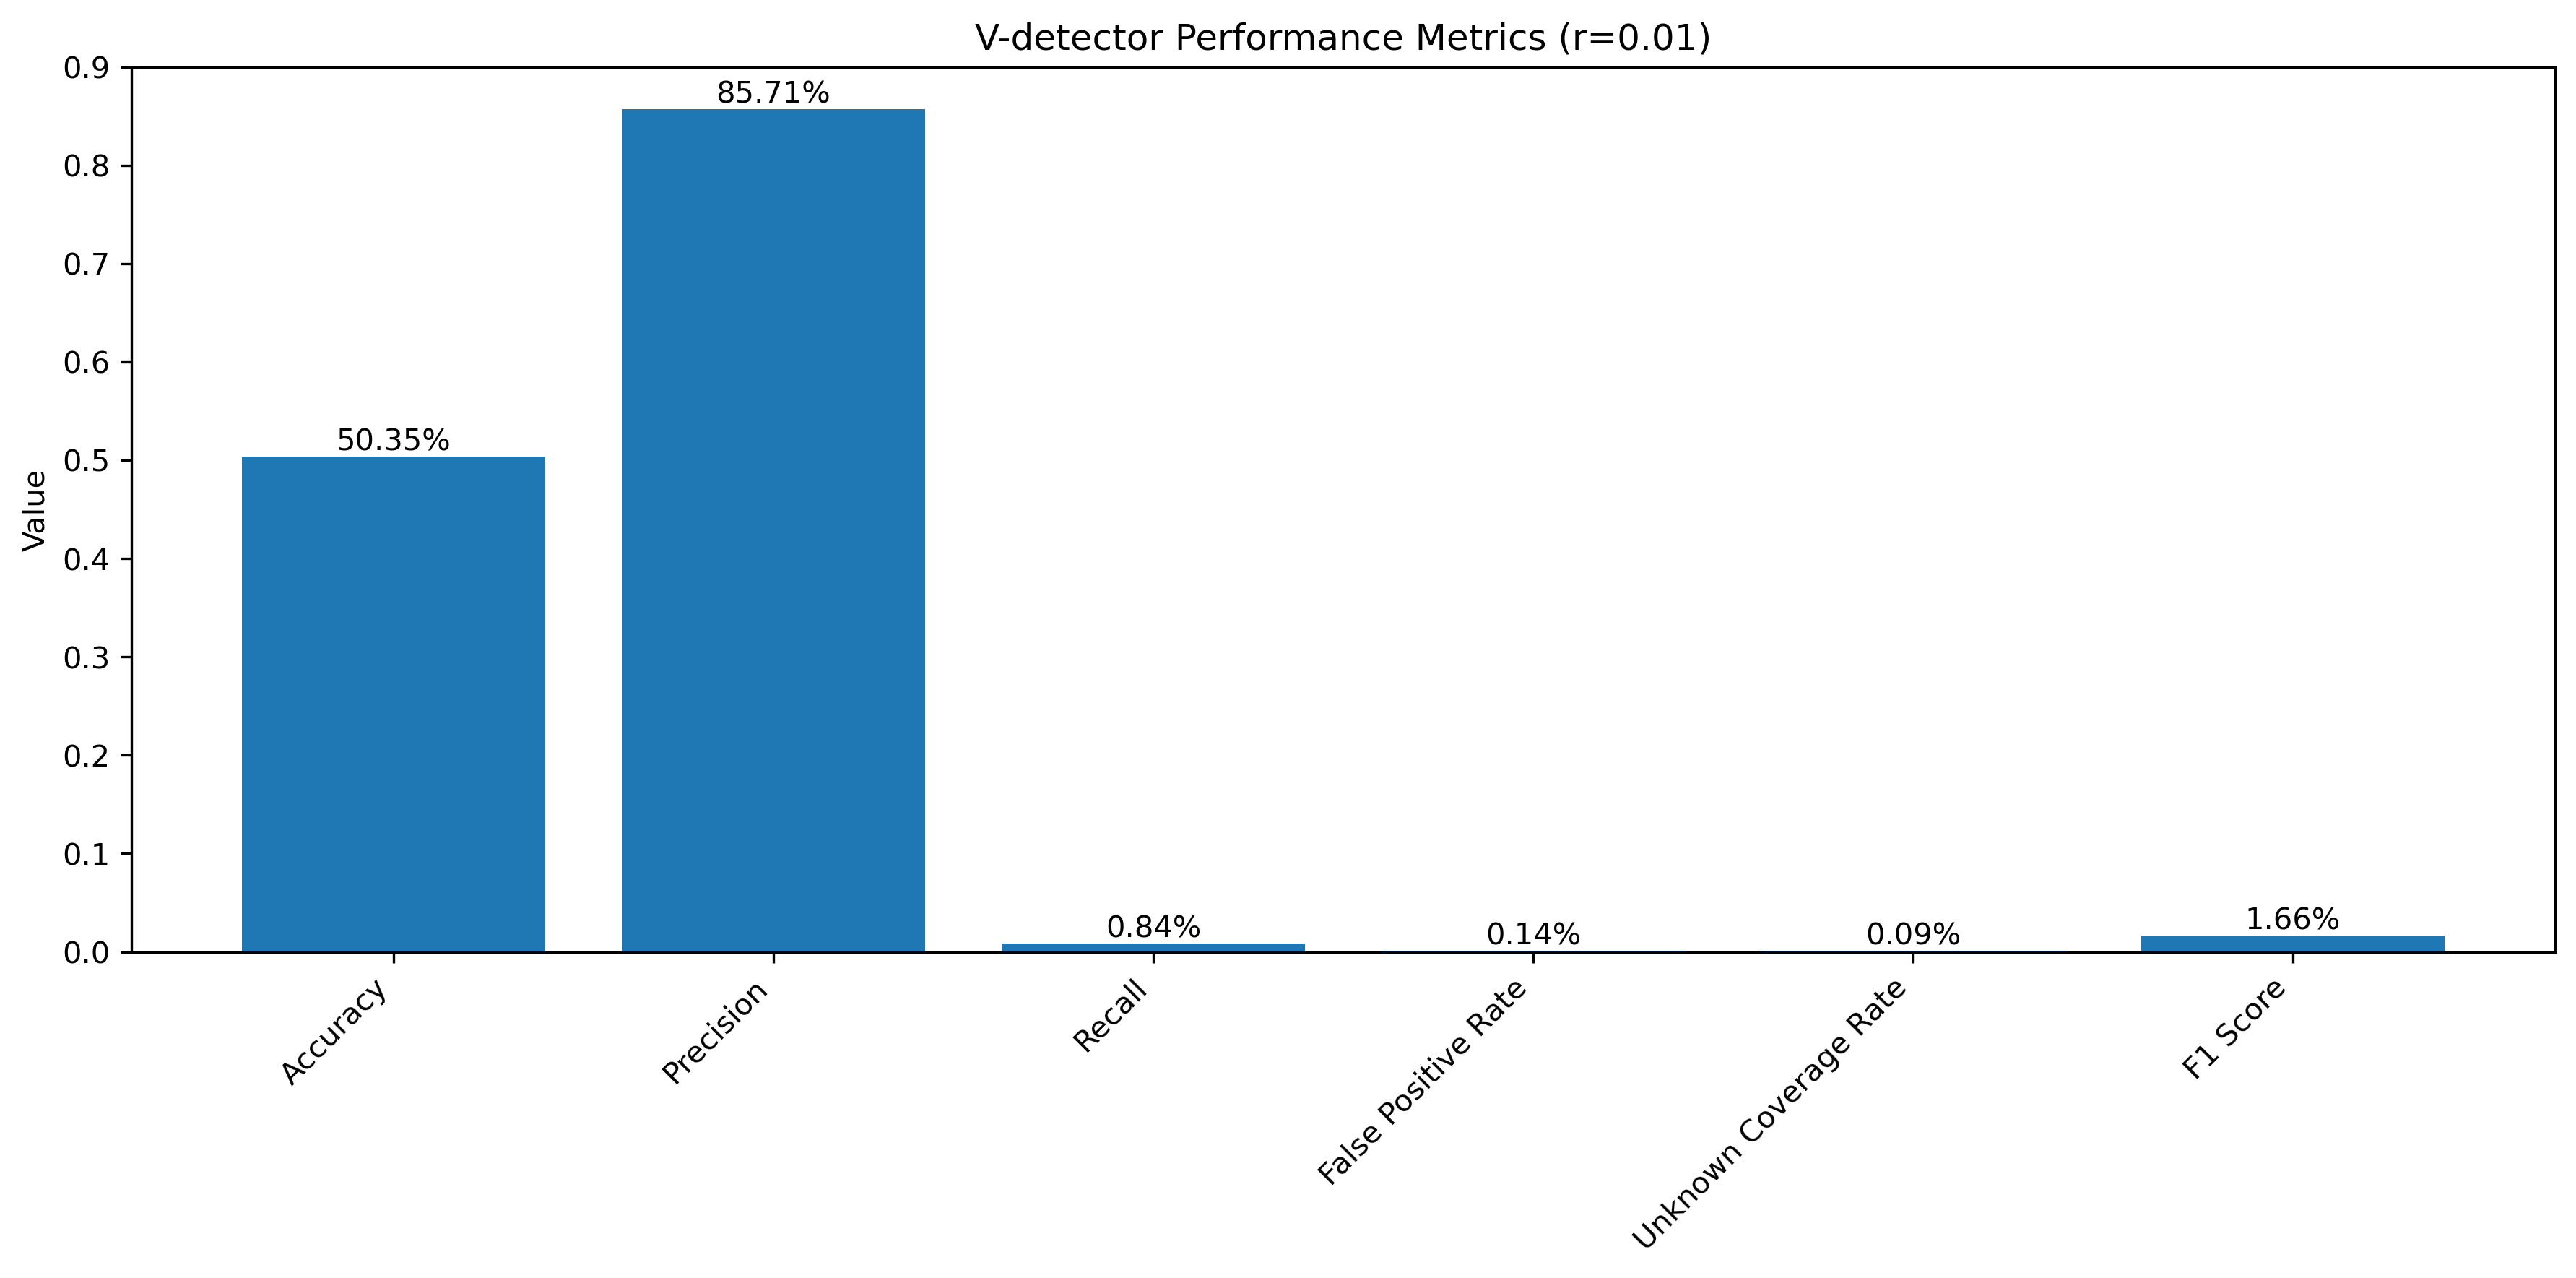 V-detector Performance Metrics (r=0.01)
Value
0.9
0.8
0.7
0.6
0.5
0.4
0.3
0.2
0.1
0.0
50.35%
85.71%
0.84%
0.14%
0.09%
1.66%
Accuracy
Precision
Recall
False Positive Rate
Unknown Coverage Rate
F1 Score